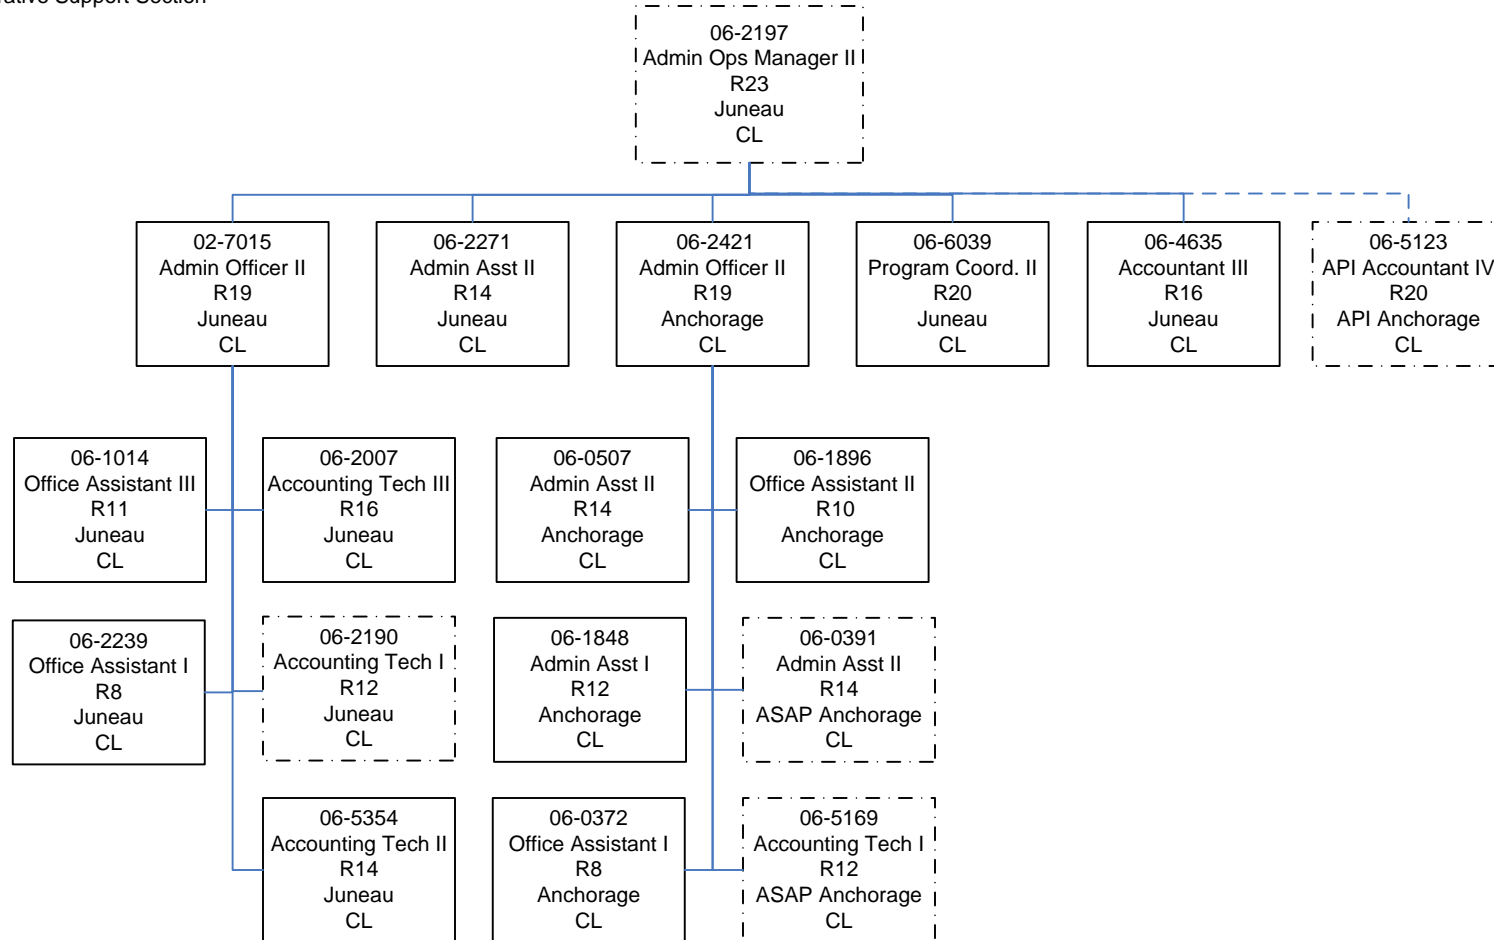 Support Section
06-2197
Admin Ops Manager II
R23
Juneau
CL
02-7015
Admin Officer II
R19
Juneau
CL
06-2271
Admin Asst II
R14
Juneau
CL
06-2421
Admin Officer II
R19
Anchorage
CL
06-6039
Program Coord. II
R20
Juneau
CL
06-4635
Accountant III
R16
Juneau
CL
06-5123
API Accountant IV
R20
API Anchorage
CL
06-1014
Office Assistant III
R11
Juneau
CL
06-2007
Accounting Tech III
R16
Juneau
CL
06-0507
Admin Asst II
R14
Anchorage
CL
06-1896
Office Assistant II
R10
Anchorage
CL
06-2239
Office Assistant I
R8
Juneau
CL
06-2190
Accounting Tech I
R12
Juneau
CL
06-1848
Admin Asst I
R12
Anchorage
CL
06-0391
Admin Asst II
R14
ASAP Anchorage
CL
06-5354
Accounting Tech II
R14
Juneau
CL
06-0372
Office Assistant I
R8
Anchorage
CL
06-5169
Accounting Tech I
R12
ASAP Anchorage
CL